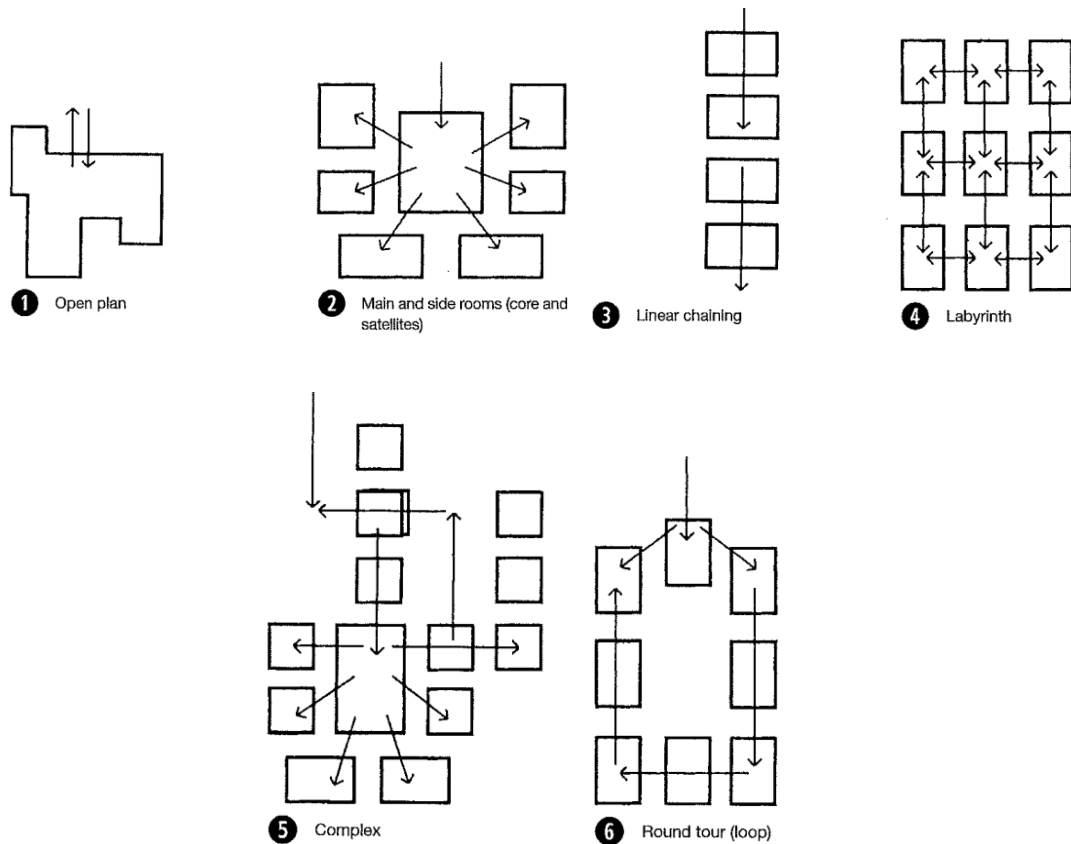 1 Open plan
2 Main and side rooms (core and
satellites)
3 Linear chaining
4 Labyrinth
5 Complex
6 Round tour (loop)